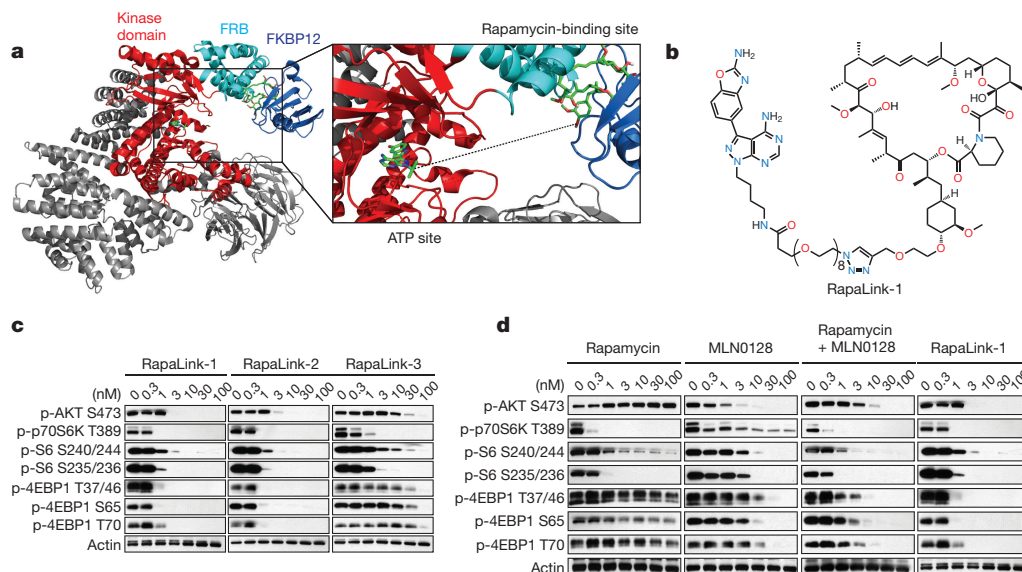 a
Kinase domain
FRB
FKBP12
Rapamycin-binding site
ATP site
b
NH2
O
N
NH2
N
N
N
N
N
HN
O
O
8
N
N
N
O
O
RapaLink-1
O
O
O
OH
O
O
H
O
HO
O
O
N
O
H
O
H
O
c
RapaLink-1 RapaLink-2 RapaLink-3
(nM) 0 0.3 1 3 10 30 100 0 0.3 1 3 10 30 100 0 0.3 1 3 10 30 100
p-AKT S473
p-p70S6K T389
p-S6 S240/244
p-S6 S235/236
p-4EBP1 T37/46
p-4EBP1 S65
p-4EBP1 T70
Actin
d
Rapamycin MLN0128 Rapamycin + MLN0128 RapaLink-1
(nM) 0 0.3 1 3 10 30 100 0 0.3 1 3 10 30 100 0 0.3 1 3 10 30 100 0 0.3 1 3 10 30 100
p-AKT S473
p-p70S6K T389
p-S6 S240/244
p-S6 S235/236
p-4EBP1 T37/46
p-4EBP1 S65
p-4EBP1 T70
Actin